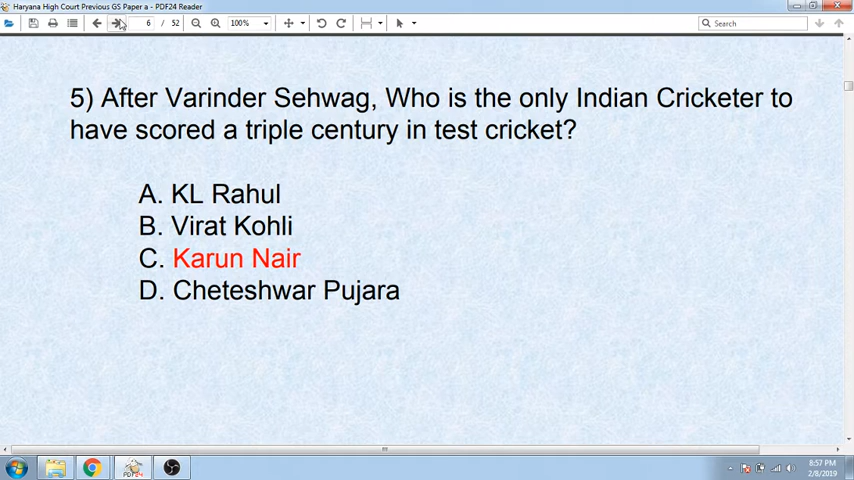 Haryana High Court Previous GS Paper a - PDF24 Reader
6 / 52 100% Search
5) After Varinder Sehwag, Who is the only Indian Cricketer to
have scored a triple century in test cricket?
A. KL Rahul
B. Virat Kohli
C. Karun Nair
D. Cheteshwar Pujara
PDF24
8:57 PM
2/8/2019